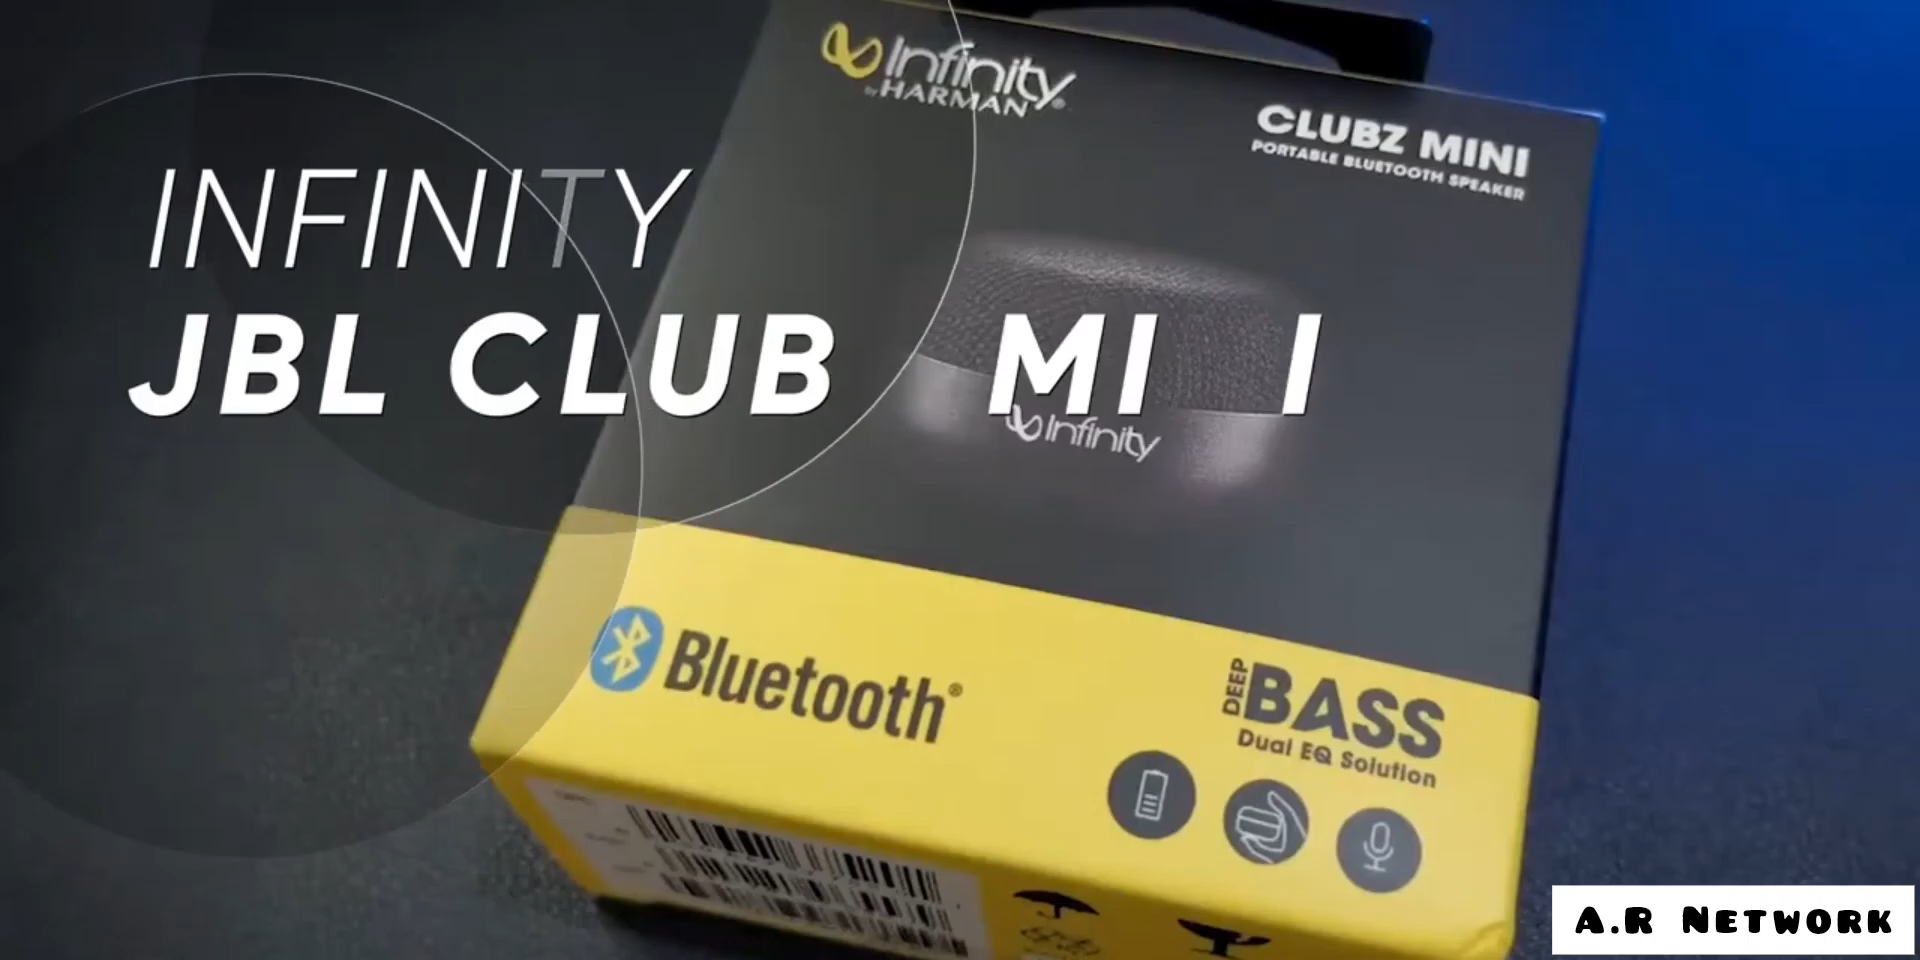 Infinity
by HARMAN
CLUBZ MINI
PORTABLE BLUETOOTH SPEAKER
INFINITY
JBL CLUB MI I
Infinity
Bluetooth®
DEEP
BASS
Dual EQ Solution
A.R NETWORK